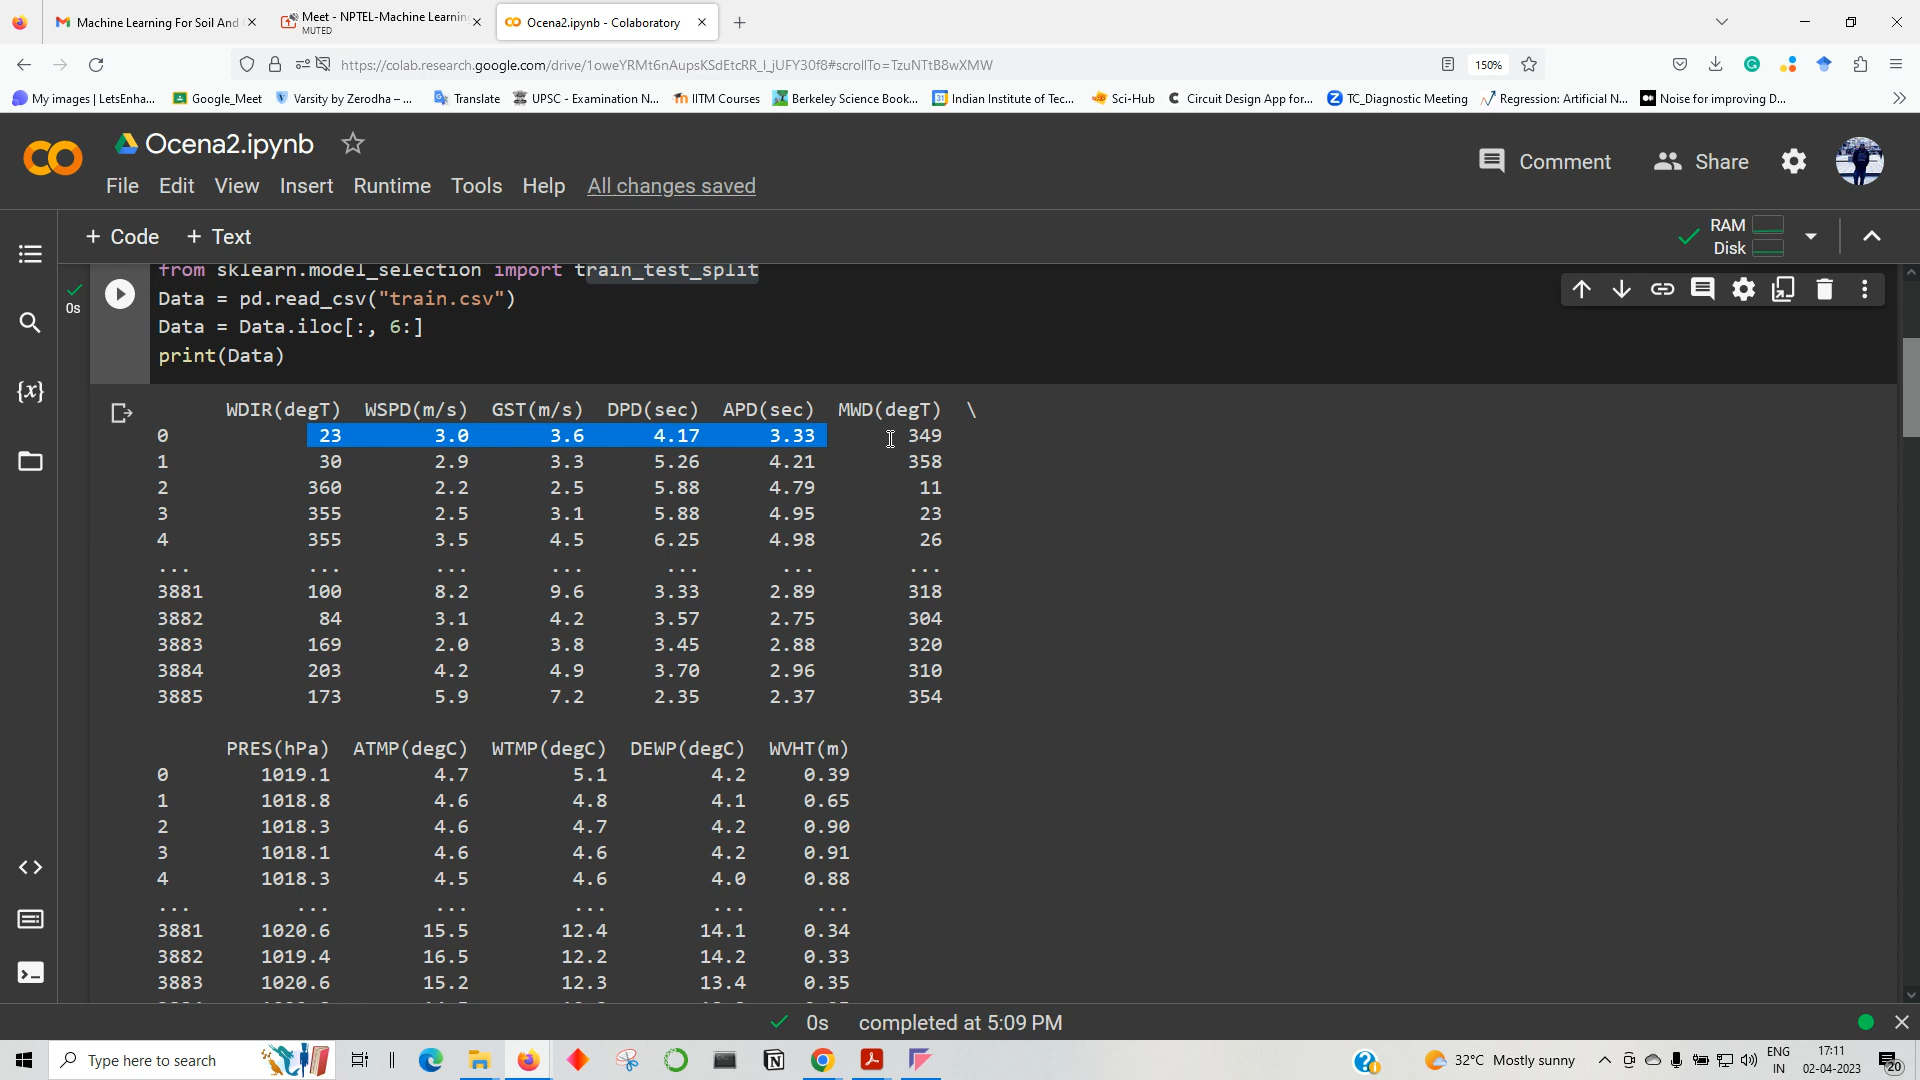 Machine Learning For Soil And
Meet - NPTEL-Machine Learning
MUTED
Ocena2.ipynb - Colaboratory
https://colab.research.google.com/drive/1oweYRMt6nAupsKSdEtcRR_I_jUFY30f8#scrollTo=TzuNTtB8wXMW
150%
My images | LetsEnha...
Google_Meet
Varsity by Zerodha – ...
Translate
UPSC - Examination N...
IITM Courses
Berkeley Science Book...
Indian Institute of Tec...
Sci-Hub
Circuit Design App for...
TC_Diagnostic Meeting
Regression: Artificial N...
Noise for improving D...
Ocena2.ipynb
Comment
Share
File Edit View Insert Runtime Tools Help All changes saved
+ Code + Text
RAM
Disk
from sklearn.model_selection import train_test_split
Data = pd.read_csv("train.csv")
Data = Data.iloc[:, 6:]
print(Data)
0s
WDIR(degT) WSPD(m/s) GST(m/s) DPD(sec) APD(sec) MWD(degT) \
0 23 3.0 3.6 4.17 3.33 349
1 30 2.9 3.3 5.26 4.21 358
2 360 2.2 2.5 5.88 4.79 11
3 355 2.5 3.1 5.88 4.95 23
4 355 3.5 4.5 6.25 4.98 26
... ... ... ... ... ... ...
3881 100 8.2 9.6 3.33 2.89 318
3882 84 3.1 4.2 3.57 2.75 304
3883 169 2.0 3.8 3.45 2.88 320
3884 203 4.2 4.9 3.70 2.96 310
3885 173 5.9 7.2 2.35 2.37 354
PRES(hPa) ATMP(degC) WTMP(degC) DEWP(degC) WVHT(m)
0 1019.1 4.7 5.1 4.2 0.39
1 1018.8 4.6 4.8 4.1 0.65
2 1018.3 4.6 4.7 4.2 0.90
3 1018.1 4.6 4.6 4.2 0.91
4 1018.3 4.5 4.6 4.0 0.88
... ... ... ... ... ...
3881 1020.6 15.5 12.4 14.1 0.34
3882 1019.4 16.5 12.2 14.2 0.33
3883 1020.6 15.2 12.3 13.4 0.35
0s completed at 5:09 PM
Type here to search
32°C Mostly sunny
ENG
IN
17:11
02-04-2023
20